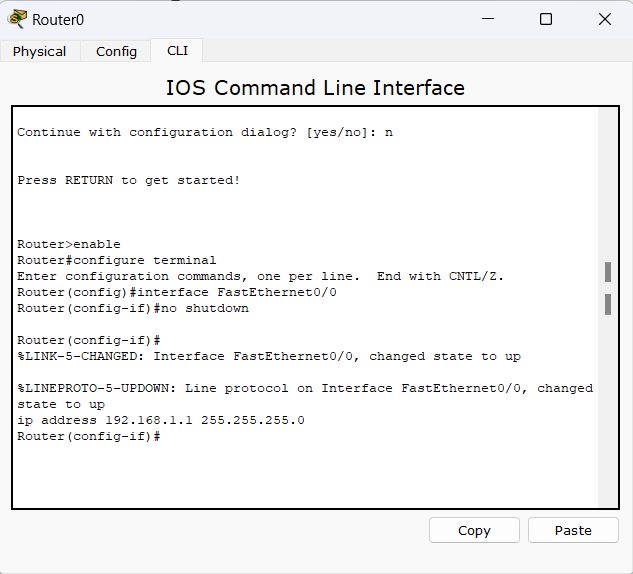 Router0
Physical Config CLI
IOS Command Line Interface
Continue with configuration dialog? [yes/no]: n
Press RETURN to get started!
Router>enable
Router#configure terminal
Enter configuration commands, one per line.  End with CNTL/Z.
Router(config)#interface FastEthernet0/0
Router(config-if)#no shutdown
Router(config-if)#
%LINK-5-CHANGED: Interface FastEthernet0/0, changed state to up
%LINEPROTO-5-UPDOWN: Line protocol on Interface FastEthernet0/0, changed
state to up
ip address 192.168.1.1 255.255.255.0
Router(config-if)#
Copy Paste